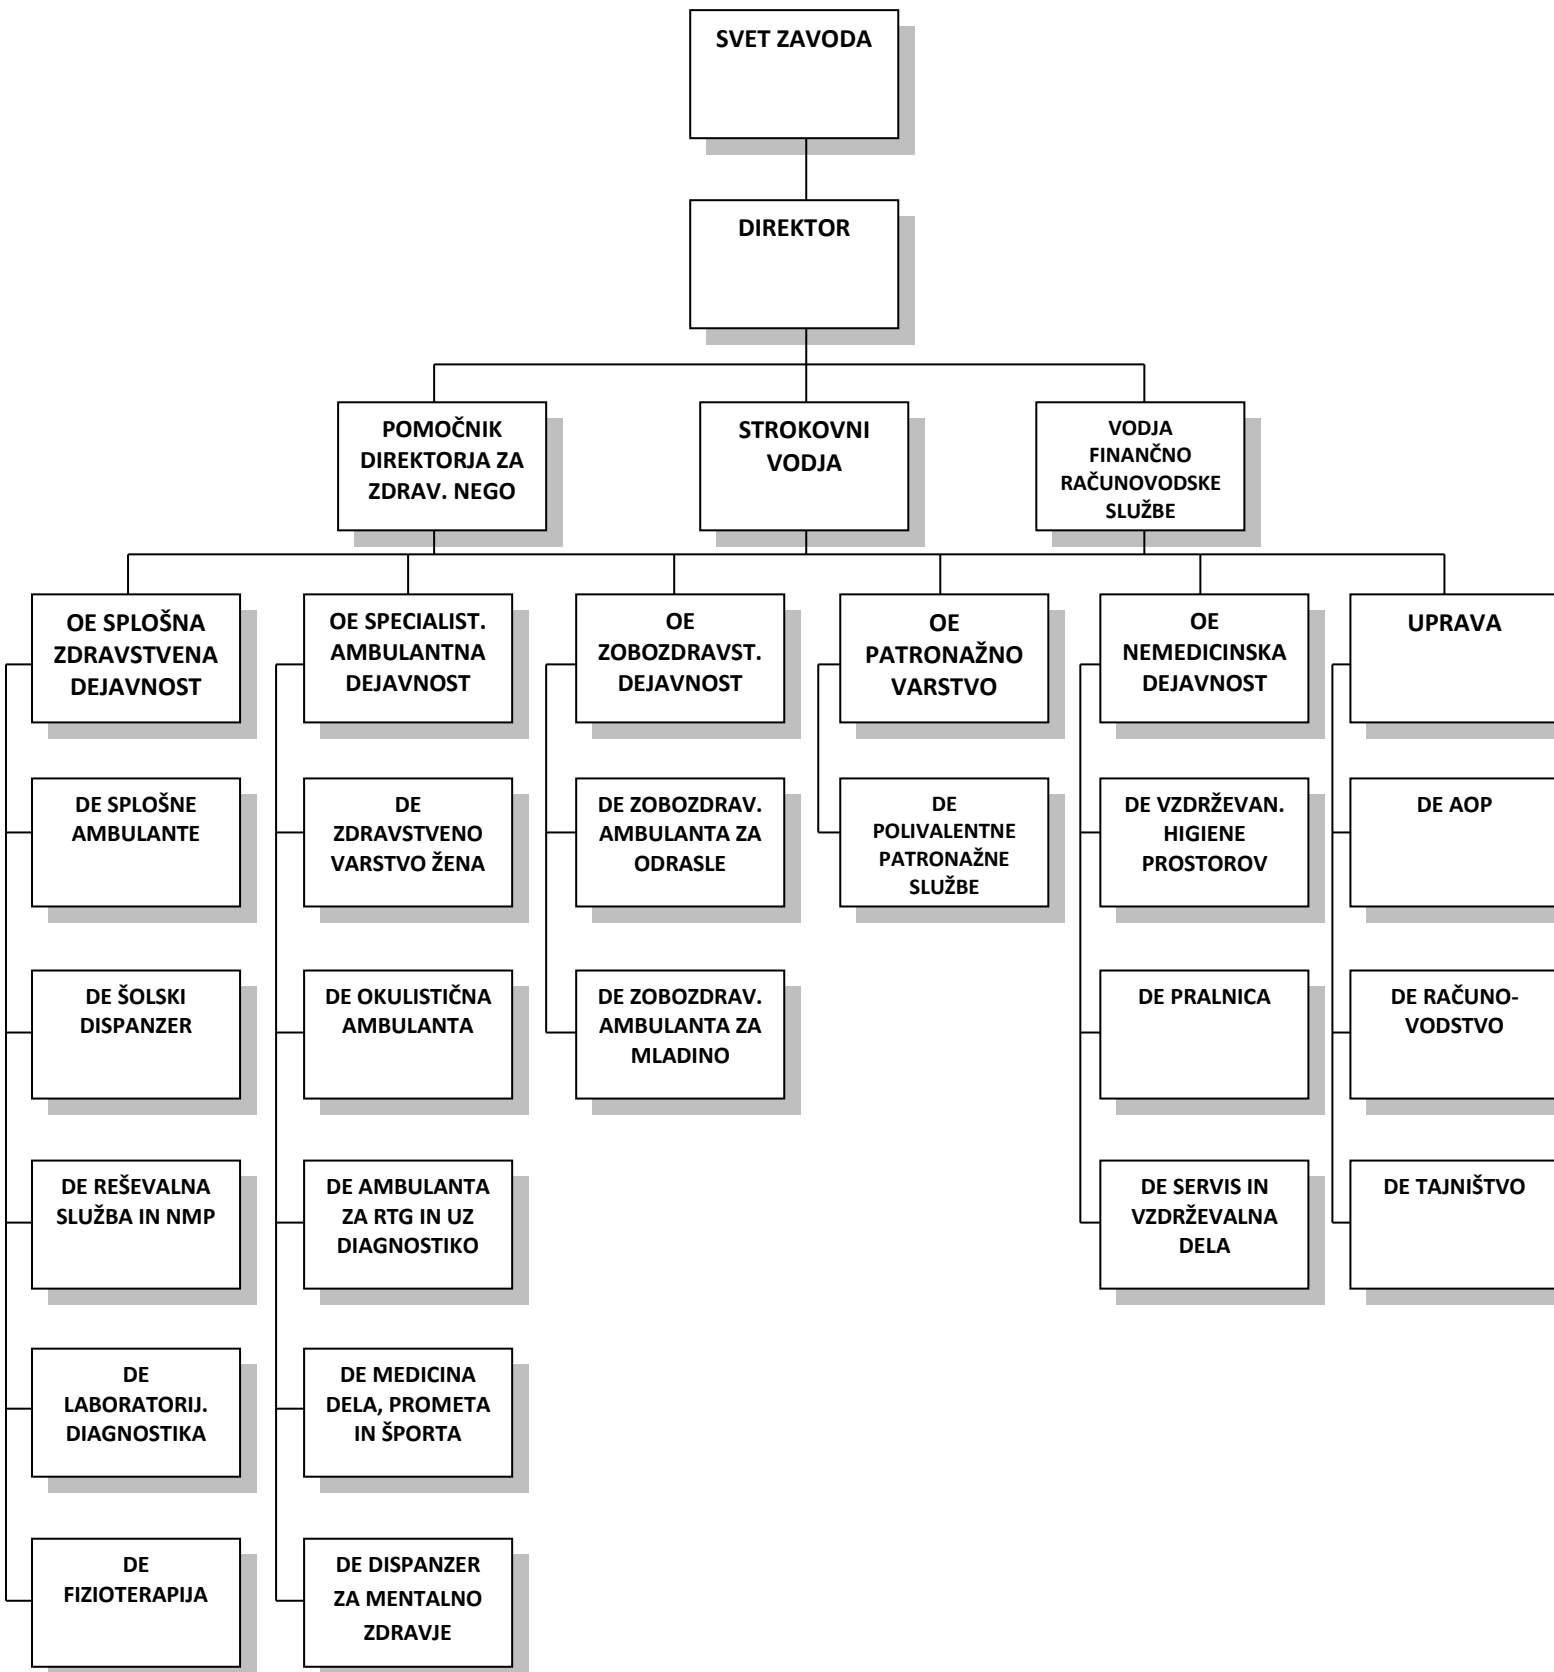 SVET ZAVODA
DIREKTOR
POMOČNIK
DIREKTORJA ZA
ZDRAV. NEGO
STROKOVNI
VODJA
VODJA
FINANČNO
RAČUNOVODSKE
SLUŽBE
OE SPLOŠNA
ZDRAVSTVENA
DEJAVNOST
OE SPECIALIST.
AMBULANTNA
DEJAVNOST
OE
ZOBOZDRAVST.
DEJAVNOST
OE
PATRONAŽNO
VARSTVO
OE
NEMEDICINSKA
DEJAVNOST
UPRAVA
DE SPLOŠNE
AMBULANTE
DE
ZDRAVSTVENO
VARSTVO ŽENA
DE ZOBOZDRAV.
AMBULANTA ZA
ODRASLE
DE
POLIVALENTNE
PATRONAŽNE
SLUŽBE
DE VZDRŽEVAN.
HIGIENE
PROSTOROV
DE AOP
DE ŠOLSKI
DISPANZER
DE OKULISTIČNA
AMBULANTA
DE ZOBOZDRAV.
AMBULANTA ZA
MLADINO
DE PRALNICA
DE RAČUNO-
VODSTVO
DE REŠEVALNA
SLUŽBA IN NMP
DE AMBULANTA
ZA RTG IN UZ
DIAGNOSTIKO
DE SERVIS IN
VZDRŽEVALNA
DELA
DE TAJNIŠTVO
DE
LABORATORIJ.
DIAGNOSTIKA
DE MEDICINA
DELA, PROMETA
IN ŠPORTA
DE
FIZIOTERAPIJA
DE DISPANZER
ZA MENTALNO
ZDRAVJE